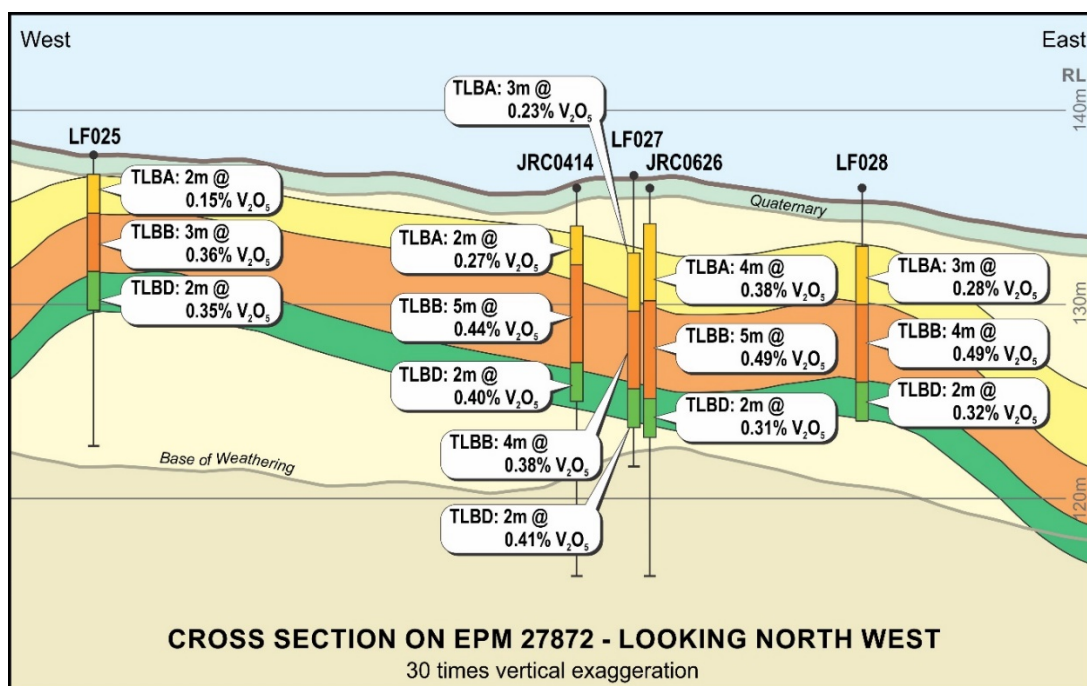 West
East
RL
140m
TLBA: 3m @
0.23% V₂O₅
LF025
LF027
JRC0414
JRC0626
LF028
Quaternary
TLBA: 2m @
0.15% V₂O₅
TLBB: 3m @
0.36% V₂O₅
TLBD: 2m @
0.35% V₂O₅
TLBA: 2m @
0.27% V₂O₅
TLBB: 5m @
0.44% V₂O₅
TLBD: 2m @
0.40% V₂O₅
TLBB: 4m @
0.38% V₂O₅
TLBD: 2m @
0.41% V₂O₅
TLBA: 4m @
0.38% V₂O₅
TLBB: 5m @
0.49% V₂O₅
TLBD: 2m @
0.31% V₂O₅
TLBA: 3m @
0.28% V₂O₅
TLBB: 4m @
0.49% V₂O₅
TLBD: 2m @
0.32% V₂O₅
130m
Base of Weathering
120m
CROSS SECTION ON EPM 27872 - LOOKING NORTH WEST
30 times vertical exaggeration